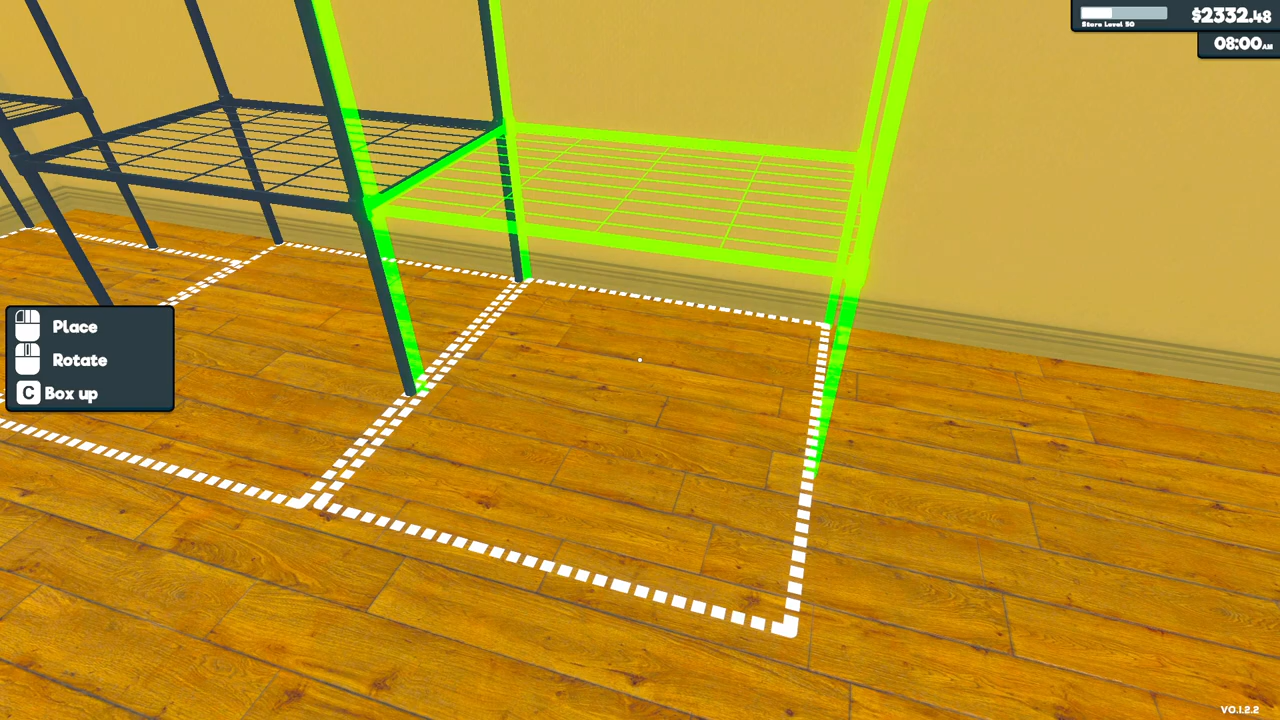 $2332.48
Store Level 50
08:00AM
Place
Rotate
C Box up
V0.1.2.2